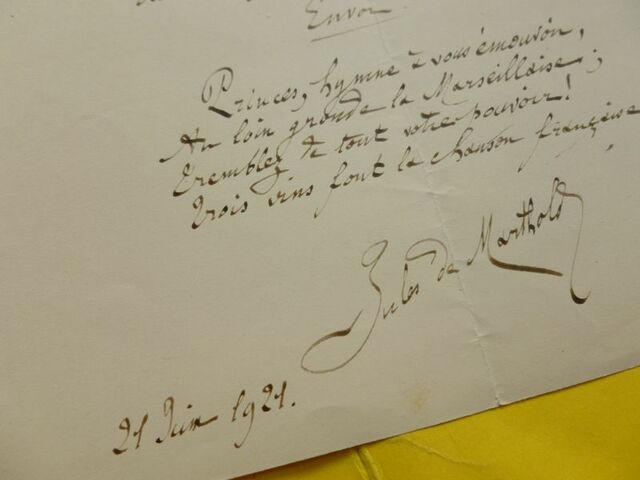 Envoi
Princes, hymne à vous émouvoir,
Au loin gronde la Marseillaise;
Tremblez de tout votre pouvoir!
Trois vins font la chanson française.
Jules de Marthold
21 Juin 1921.